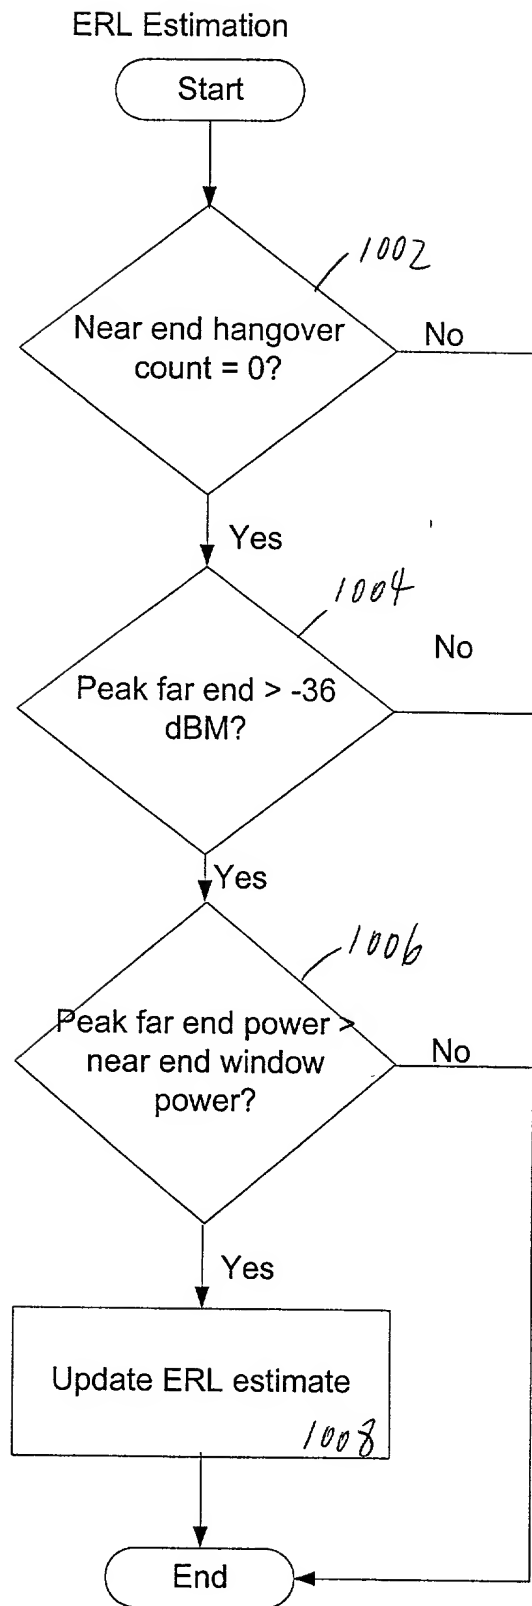 ERL Estimation
Start
1002
Near end hangover
count = 0?
No
Yes
1004
No
Peak far end > -36
dBM?
Yes
1006
Peak far end power >
near end window
power?
No
Yes
Update ERL estimate
1008
End